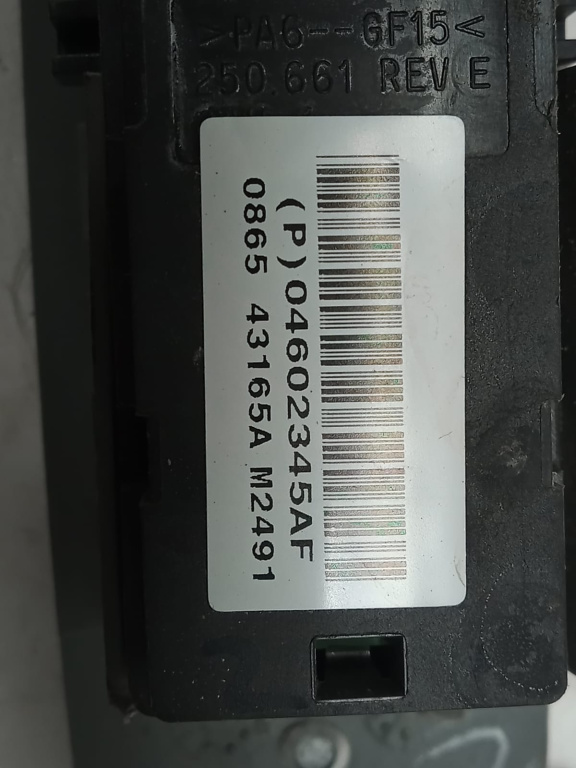 >PA6--GF15<
250.661 REV E
(P)04602345AF
0865 43165A M2491